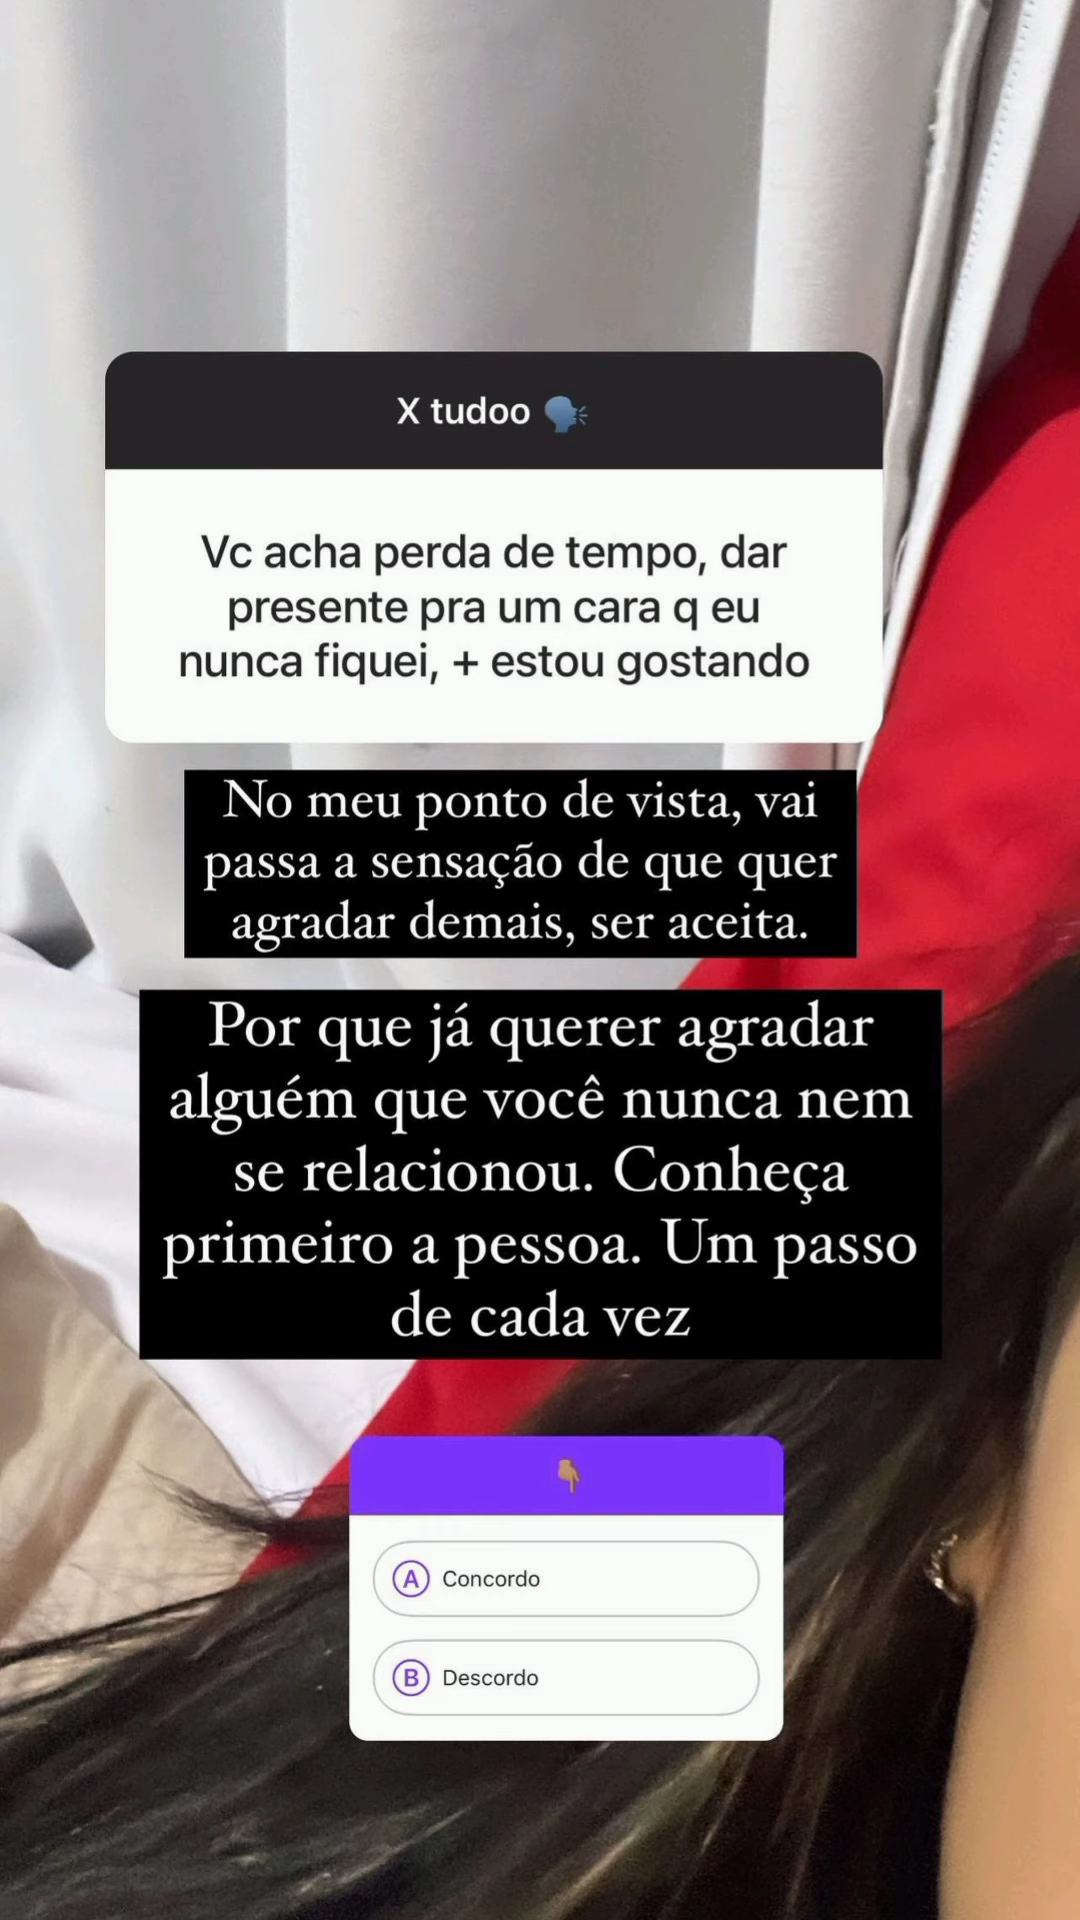 X tudoo 🗣️
Vc acha perda de tempo, dar
presente pra um cara q eu
nunca fiquei, + estou gostando
No meu ponto de vista, vai
passa a sensação de que quer
agradar demais, ser aceita.
Por que já querer agradar
alguém que você nunca nem
se relacionou. Conheça
primeiro a pessoa. Um passo
de cada vez
👇🏽
A Concordo
B Descordo